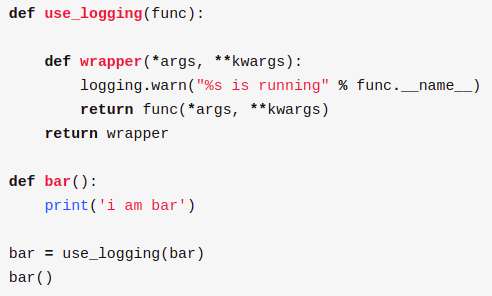 def use_logging(func):
    def wrapper(*args, **kwargs):
        logging.warn("%s is running" % func.__name__)
        return func(*args, **kwargs)
    return wrapper
def bar():
    print('i am bar')
bar = use_logging(bar)
bar()